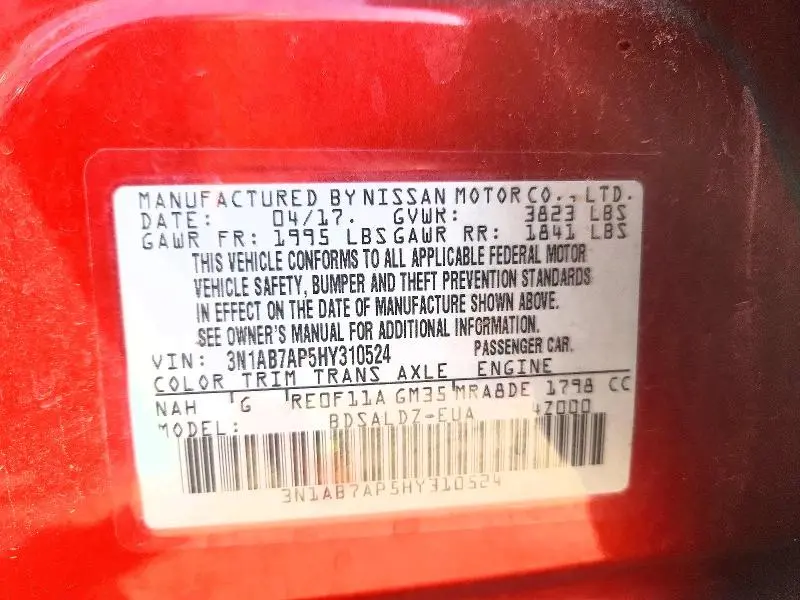 MANUFACTURED BY NISSAN MOTOR CO., LTD.
DATE: 04/17. GVWR: 3823 LBS
GAWR FR: 1995 LBS GAWR RR: 1841 LBS
THIS VEHICLE CONFORMS TO ALL APPLICABLE FEDERAL MOTOR
VEHICLE SAFETY, BUMPER AND THEFT PREVENTION STANDARDS
IN EFFECT ON THE DATE OF MANUFACTURE SHOWN ABOVE.
SEE OWNER'S MANUAL FOR ADDITIONAL INFORMATION.
VIN: 3N1AB7AP5HY310524 PASSENGER CAR.
COLOR TRIM TRANS AXLE ENGINE
NAH G RE0F11A GM35 MRA8DE 1798 CC
MODEL: BDSALDZ-EUA 4Z000
3N1AB7AP5HY310524